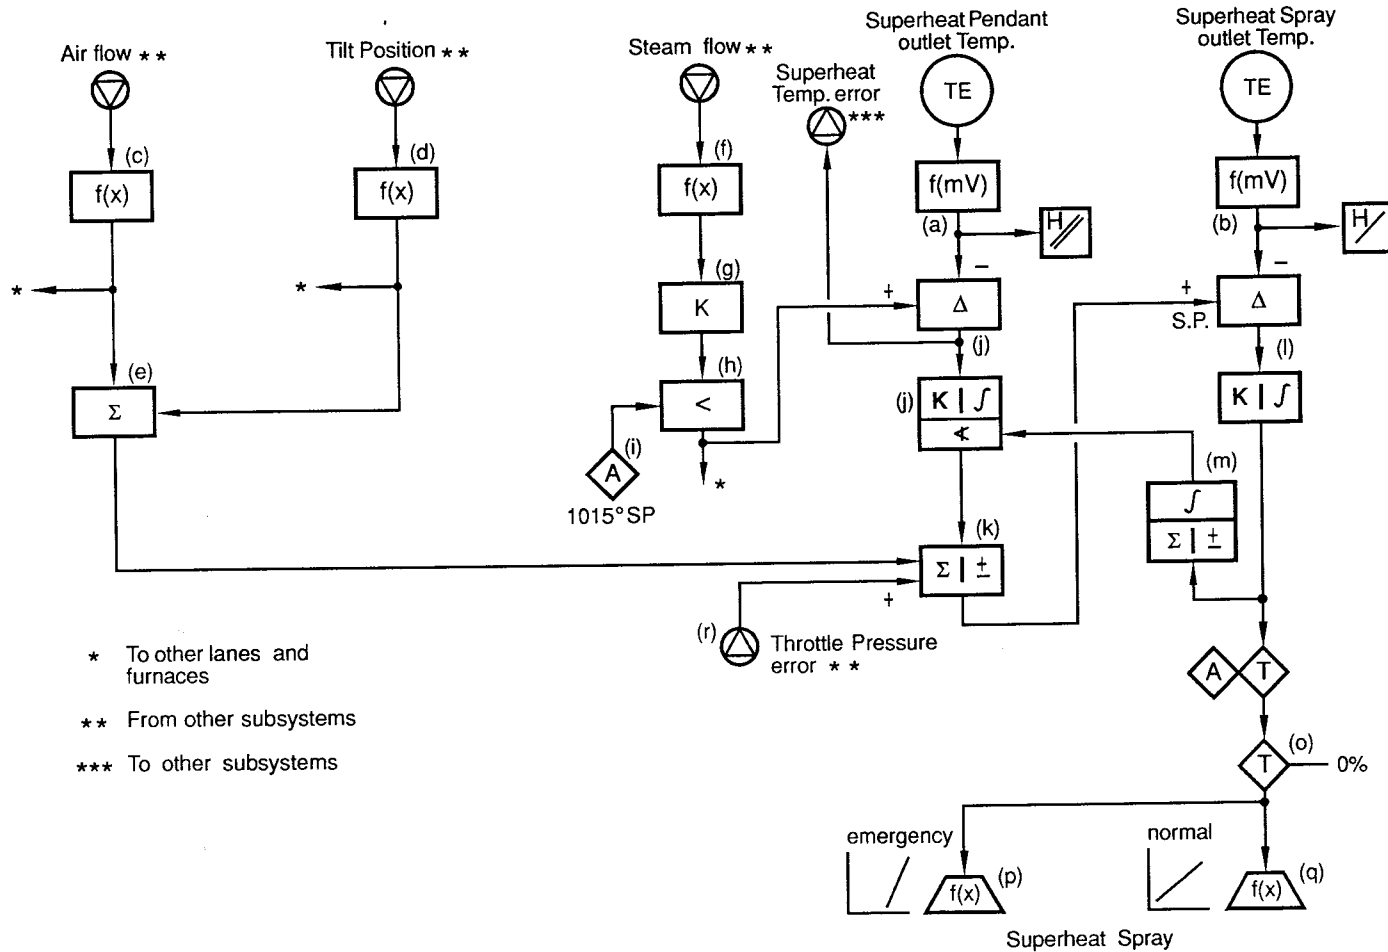 Air flow **
Tilt Position **
Steam flow **
Superheat
Temp. error
***
Superheat Pendant
outlet Temp.
Superheat Spray
outlet Temp.
TE
TE
(c)
f(x)
(d)
f(x)
(f)
f(x)
f(mV)
(a)
H
f(mV)
(b)
H
*
*
(g)
K
+
−
Δ
+
−
S.P.
Δ
(e)
Σ
(h)
<
(j)
(j)
K | ∫
≮
(l)
K | ∫
A
(i)
1015° SP
*
(m)
∫
Σ | ±
(k)
Σ | ±
+
(r)
Throttle Pressure
error **
* To other lanes and
furnaces
** From other subsystems
*** To other subsystems
A
T
(o)
T
0%
emergency
normal
f(x)
(p)
f(x)
(q)
Superheat Spray